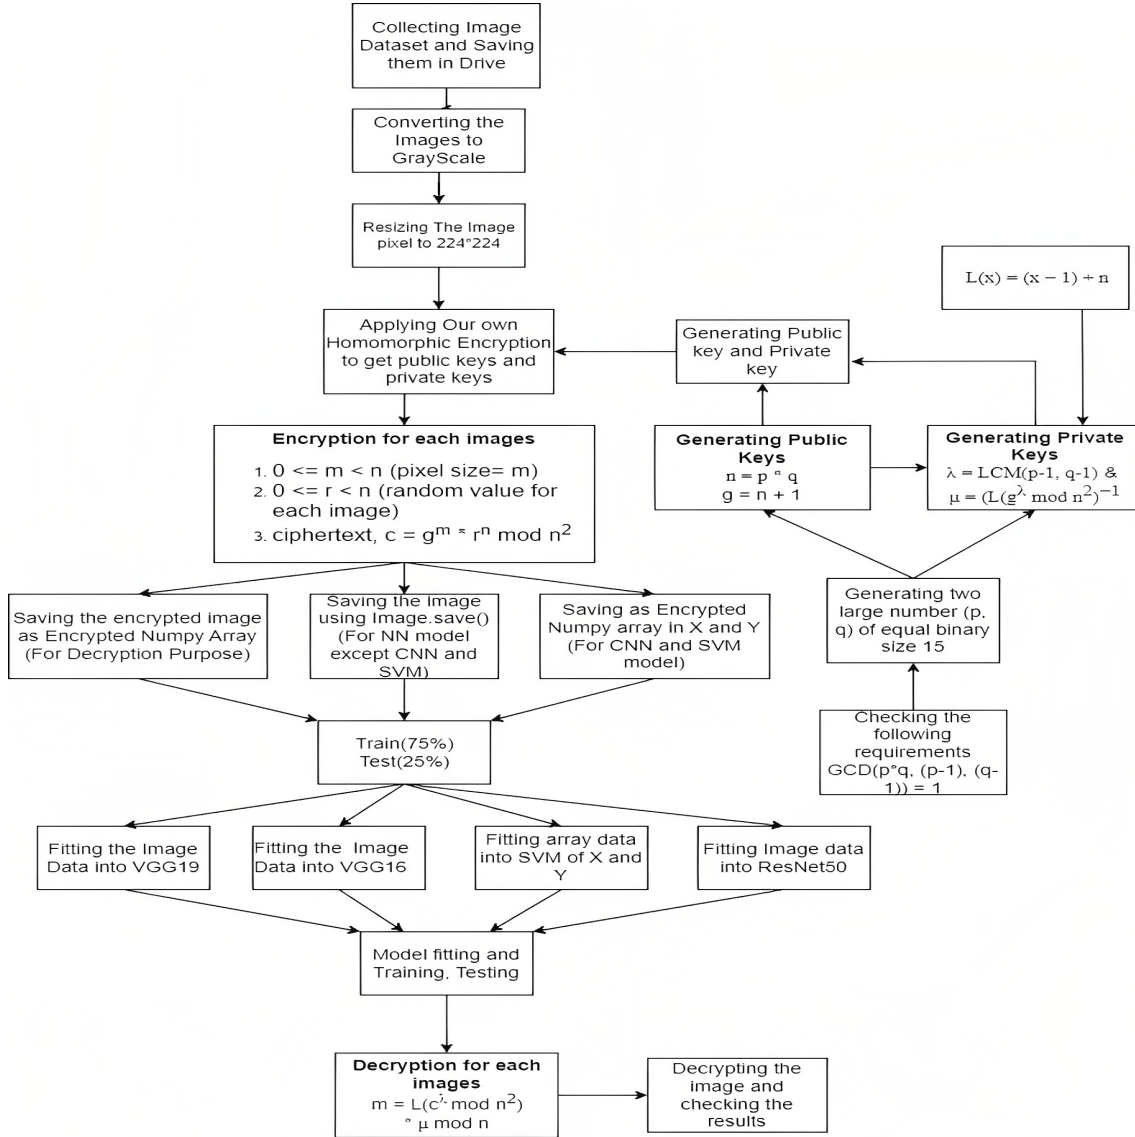 Collecting Image
Dataset and Saving
them in Drive
Converting the
Images to
GrayScale
Resizing The Image
pixel to 224*224
L(x) = (x − 1) ÷ n
Applying Our own
Homomorphic Encryption
to get public keys and
private keys
Generating Public
key and Private
key
Encryption for each images
1. 0 <= m < n (pixel size= m)
2. 0 <= r < n (random value for
each image)
3. ciphertext, c = g^m * r^n mod n^2
Generating Public
Keys
n = p * q
g = n + 1
Generating Private
Keys
λ = LCM(p-1, q-1) &
μ = (L(g^λ mod n^2)^−1
Saving the encrypted image
as Encrypted Numpy Array
(For Decryption Purpose)
Saving the image
using Image.save()
(For NN model
except CNN and
SVM)
Saving as Encrypted
Numpy array in X and Y
(For CNN and SVM
model)
Generating two
large number (p,
q) of equal binary
size 15
Checking the
following
requirements
GCD(p*q, (p-1), (q-
1)) = 1
Train(75%)
Test(25%)
Fitting the Image
Data into VGG19
Fitting the Image
Data into VGG16
Fitting array data
into SVM of X and
Y
Fitting Image data
into ResNet50
Model fitting and
Training, Testing
Decryption for each
images
m = L(c^λ mod n^2)
* μ mod n
Decrypting the
image and
checking the
results